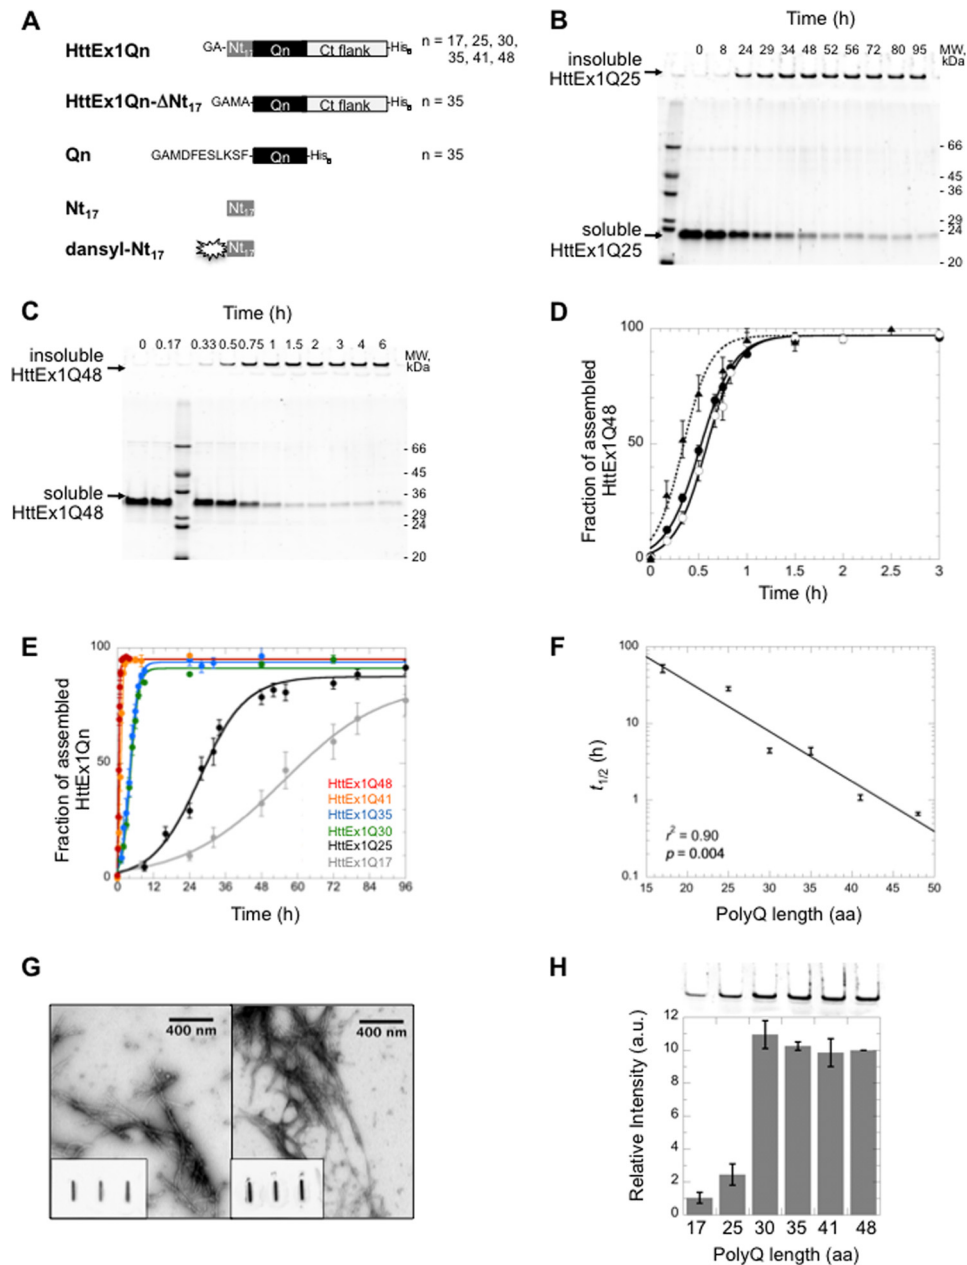 A
HttEx1Qn
GA- Nt17 Qn Ct flank -His6
n = 17, 25, 30,
35, 41, 48
HttEx1Qn-ΔNt17
GAMA- Qn Ct flank -His6
n = 35
Qn
GAMDFESLKSF- Qn -His6
n = 35
Nt17
Nt17
dansyl-Nt17
Nt17
B
Time (h)
0 8 24 29 34 48 52 56 72 80 95
MW,
kDa
insoluble
HttEx1Q25
- 66
- 45
- 36
- 29
- 24
- 20
soluble
HttEx1Q25
C
Time (h)
0 0.17 0.33 0.5 0.75 1 1.5 2 3 4 6
MW,
kDa
insoluble
HttEx1Q48
- 66
- 45
- 36
- 29
- 24
- 20
soluble
HttEx1Q48
D
Fraction of assembled
HttEx1Q48
100
50
0
0 0.5 1 1.5 2 2.5 3
Time (h)
E
Fraction of assembled
HttEx1Qn
100
50
0
HttEx1Q48
HttEx1Q41
HttEx1Q35
HttEx1Q30
HttEx1Q25
HttEx1Q17
0 12 24 36 48 60 72 84 96
Time (h)
F
t1/2 (h)
100
10
1
0.1
r2 = 0.90
p = 0.004
15 20 25 30 35 40 45 50
PolyQ length (aa)
G
400 nm
400 nm
H
Relative Intensity (a.u.)
12
10
8
6
4
2
0
17 25 30 35 41 48
PolyQ length (aa)